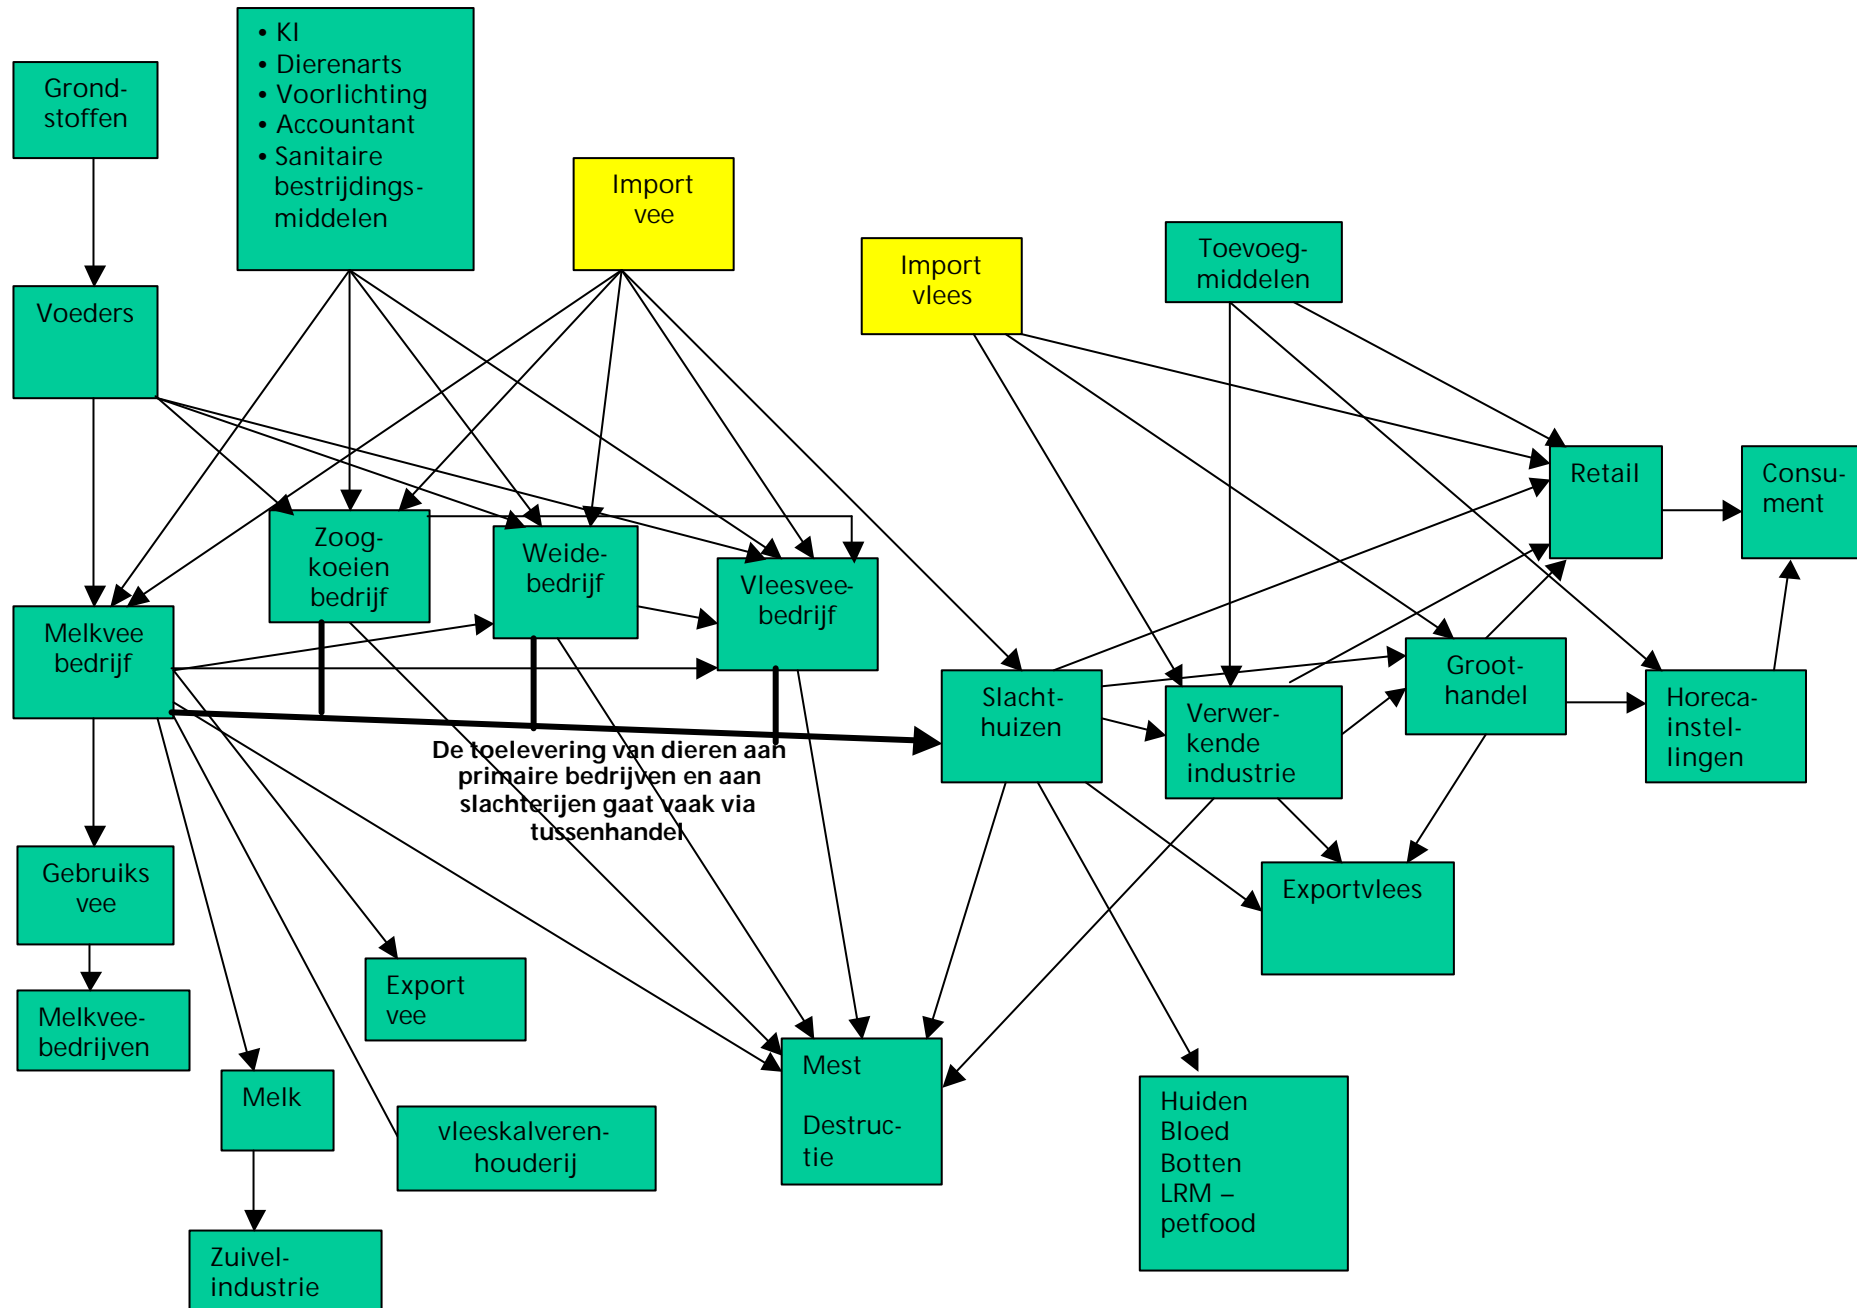 • KI
• Dierenarts
• Voorlichting
• Accountant
• Sanitaire
bestrijdings-
middelen
Grond-
stoffen
Import
vee
Import
vlees
Toevoeg-
middelen
Voeders
Retail
Consu-
ment
Zoog-
koeien
bedrijf
Weide-
bedrijf
Vleesvee-
bedrijf
Melkvee
bedrijf
Slacht-
huizen
Verwer-
kende
industrie
Groot-
handel
Horeca-
instel-
lingen
De toelevering van dieren aan
primaire bedrijven en aan
slachterijen gaat vaak via
tussenhandel
Gebruiks
vee
Exportvlees
Export
vee
Melkvee-
bedrijven
Melk
Mest
Destruc-
tie
vleeskalveren-
houderij
Huiden
Bloed
Botten
LRM –
petfood
Zuivel-
industrie